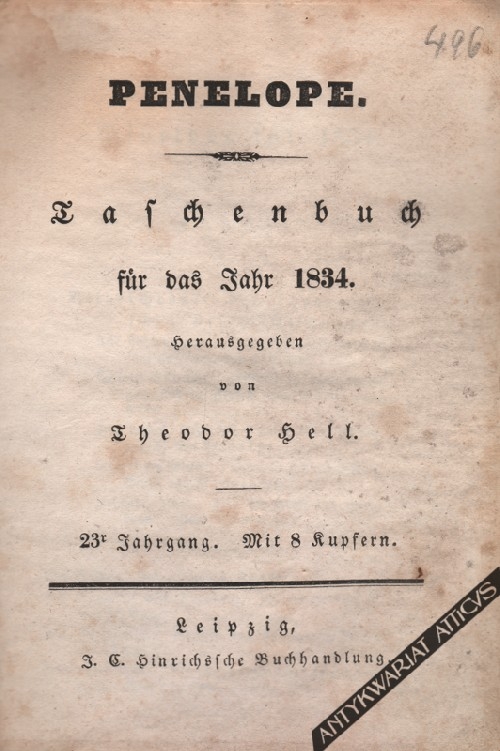 496
PENELOPE.
Taschenbuch
für das Jahr 1834.
Herausgegeben
von
Theodor Hell.
23r Jahrgang. Mit 8 Kupfern.
Leipzig,
J. C. Hinrichssche Buchhandlung.
ANTYKWARIAT ATTICVS